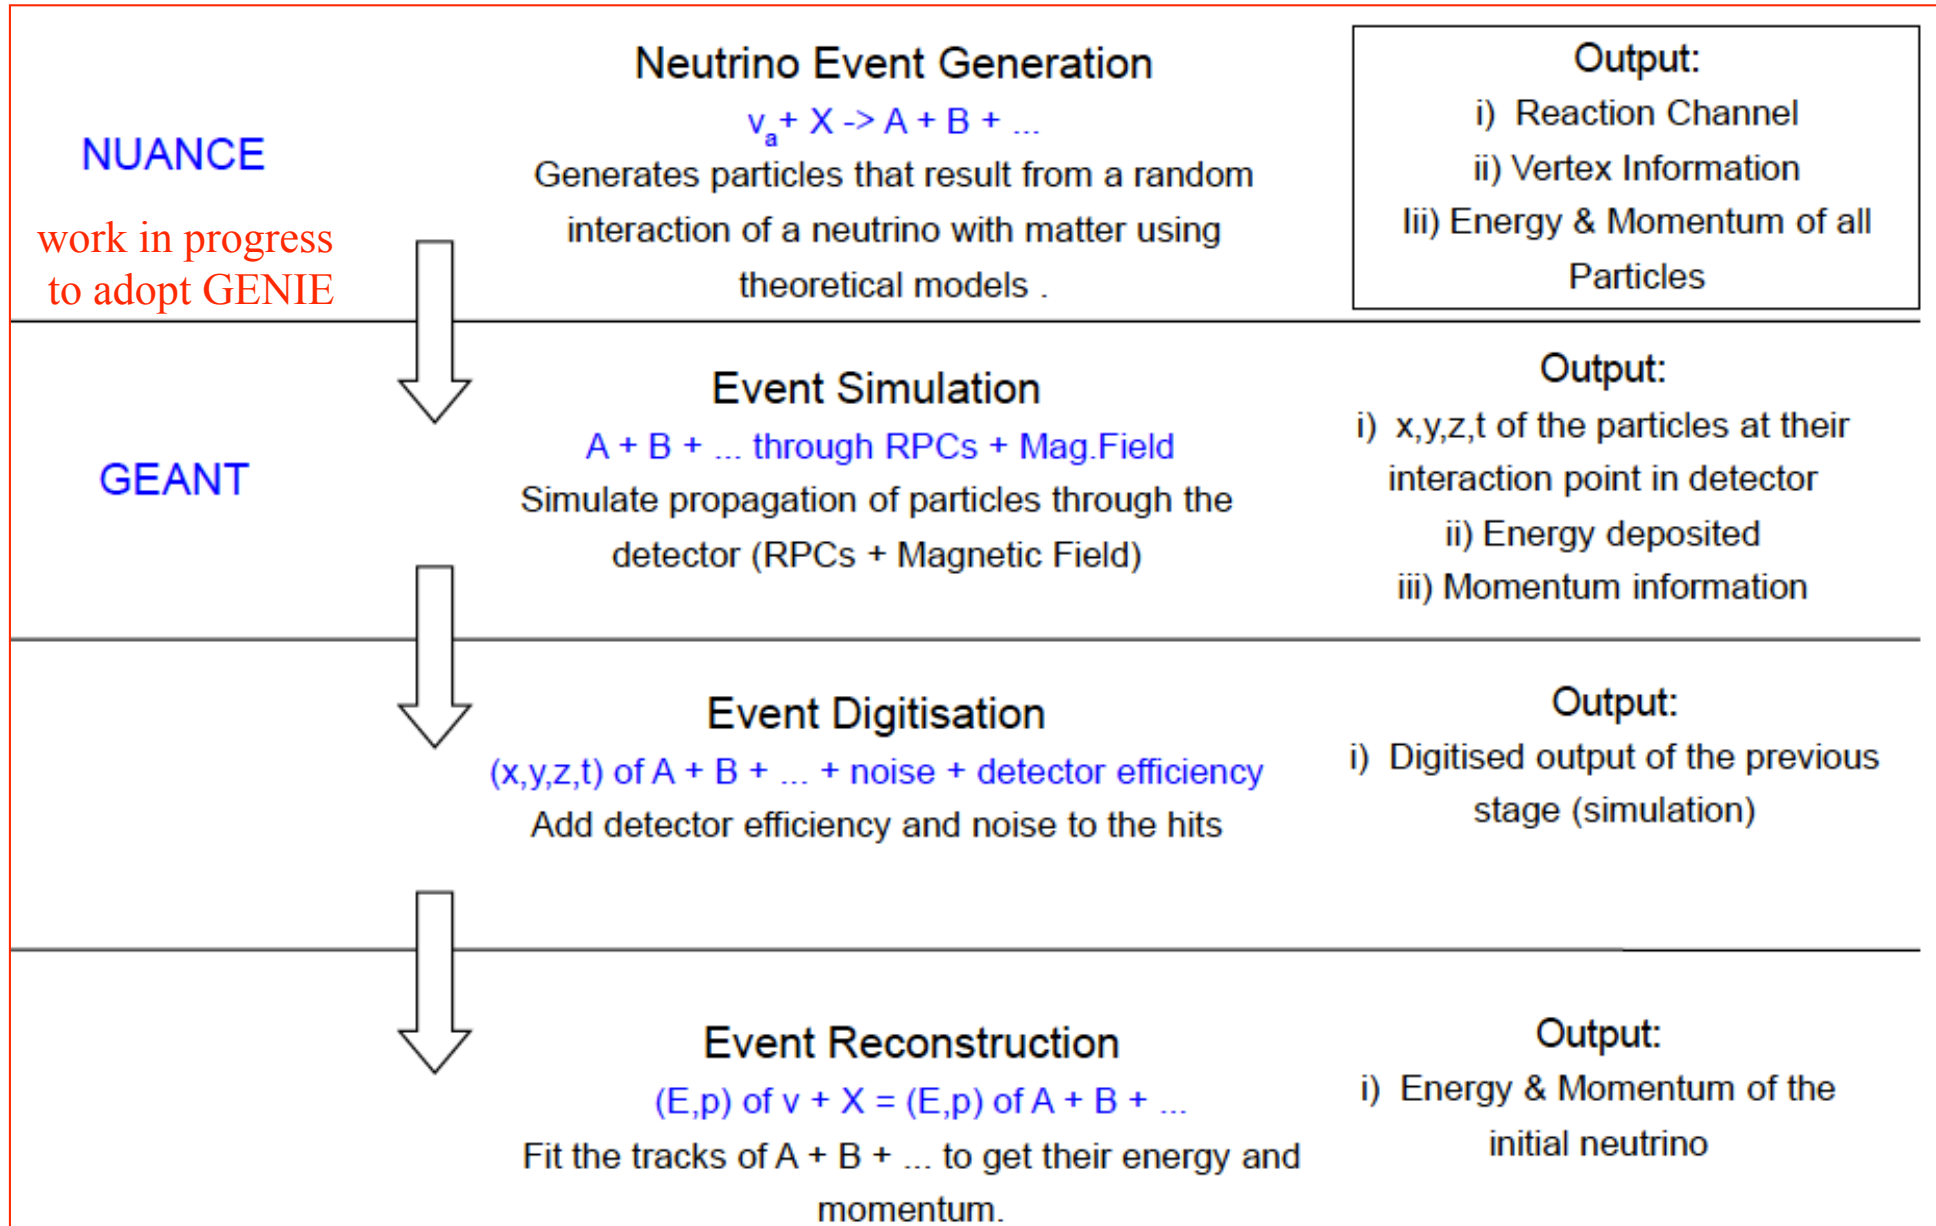 NUANCE
work in progress
to adopt GENIE
Neutrino Event Generation
vₐ+ X -> A + B + ...
Generates particles that result from a random
interaction of a neutrino with matter using
theoretical models .
Output:
i) Reaction Channel
ii) Vertex Information
Iii) Energy & Momentum of all
Particles
GEANT
Event Simulation
A + B + ... through RPCs + Mag.Field
Simulate propagation of particles through the
detector (RPCs + Magnetic Field)
Output:
i) x,y,z,t of the particles at their
interaction point in detector
ii) Energy deposited
iii) Momentum information
Event Digitisation
(x,y,z,t) of A + B + ... + noise + detector efficiency
Add detector efficiency and noise to the hits
Output:
i) Digitised output of the previous
stage (simulation)
Event Reconstruction
(E,p) of v + X = (E,p) of A + B + ...
Fit the tracks of A + B + ... to get their energy and
momentum.
Output:
i) Energy & Momentum of the
initial neutrino